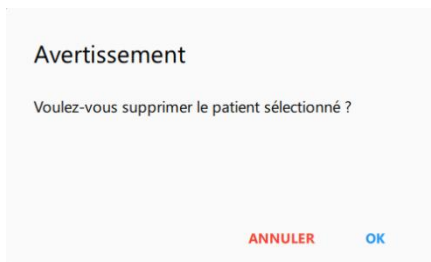 Avertissement
Voulez-vous supprimer le patient sélectionné ?
ANNULER OK